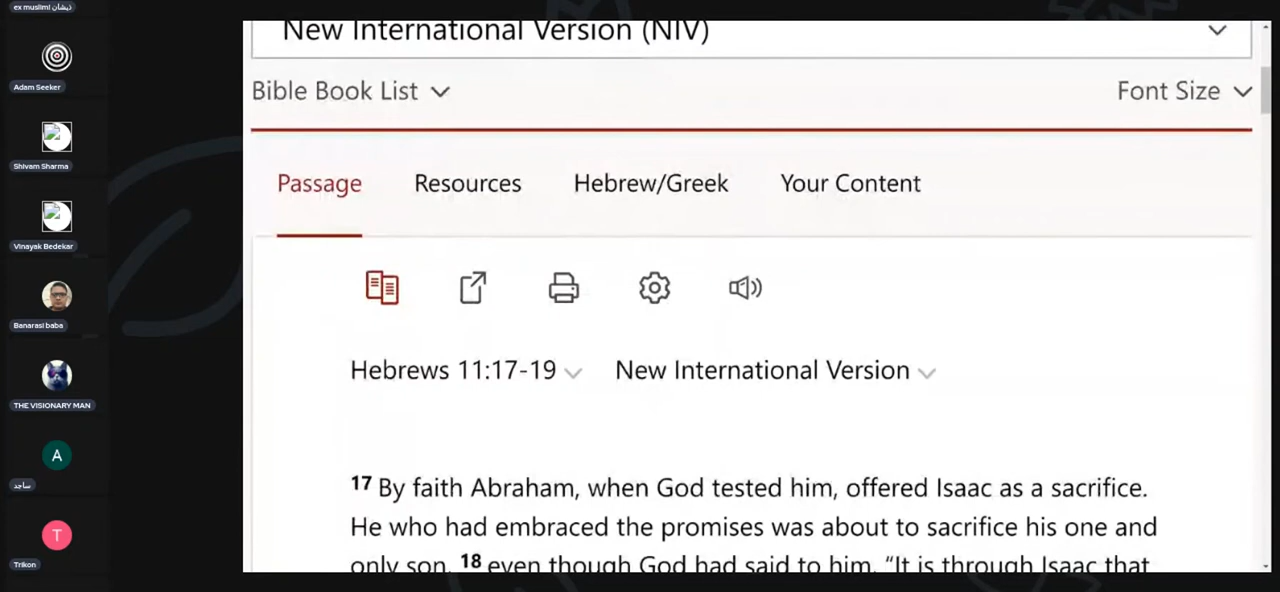 ex muslimا ذیشان
Adam Seeker
Shivam Sharma
Vinayak Bedekar
Banarasi baba
THE VISIONARY MAN
A
ساجد
T
Trikon
New International Version (NIV)
Bible Book List
Font Size
Passage Resources Hebrew/Greek Your Content
Hebrews 11:17-19 New International Version
17 By faith Abraham, when God tested him, offered Isaac as a sacrifice.
He who had embraced the promises was about to sacrifice his one and
only son, 18 even though God had said to him, “It is through Isaac that